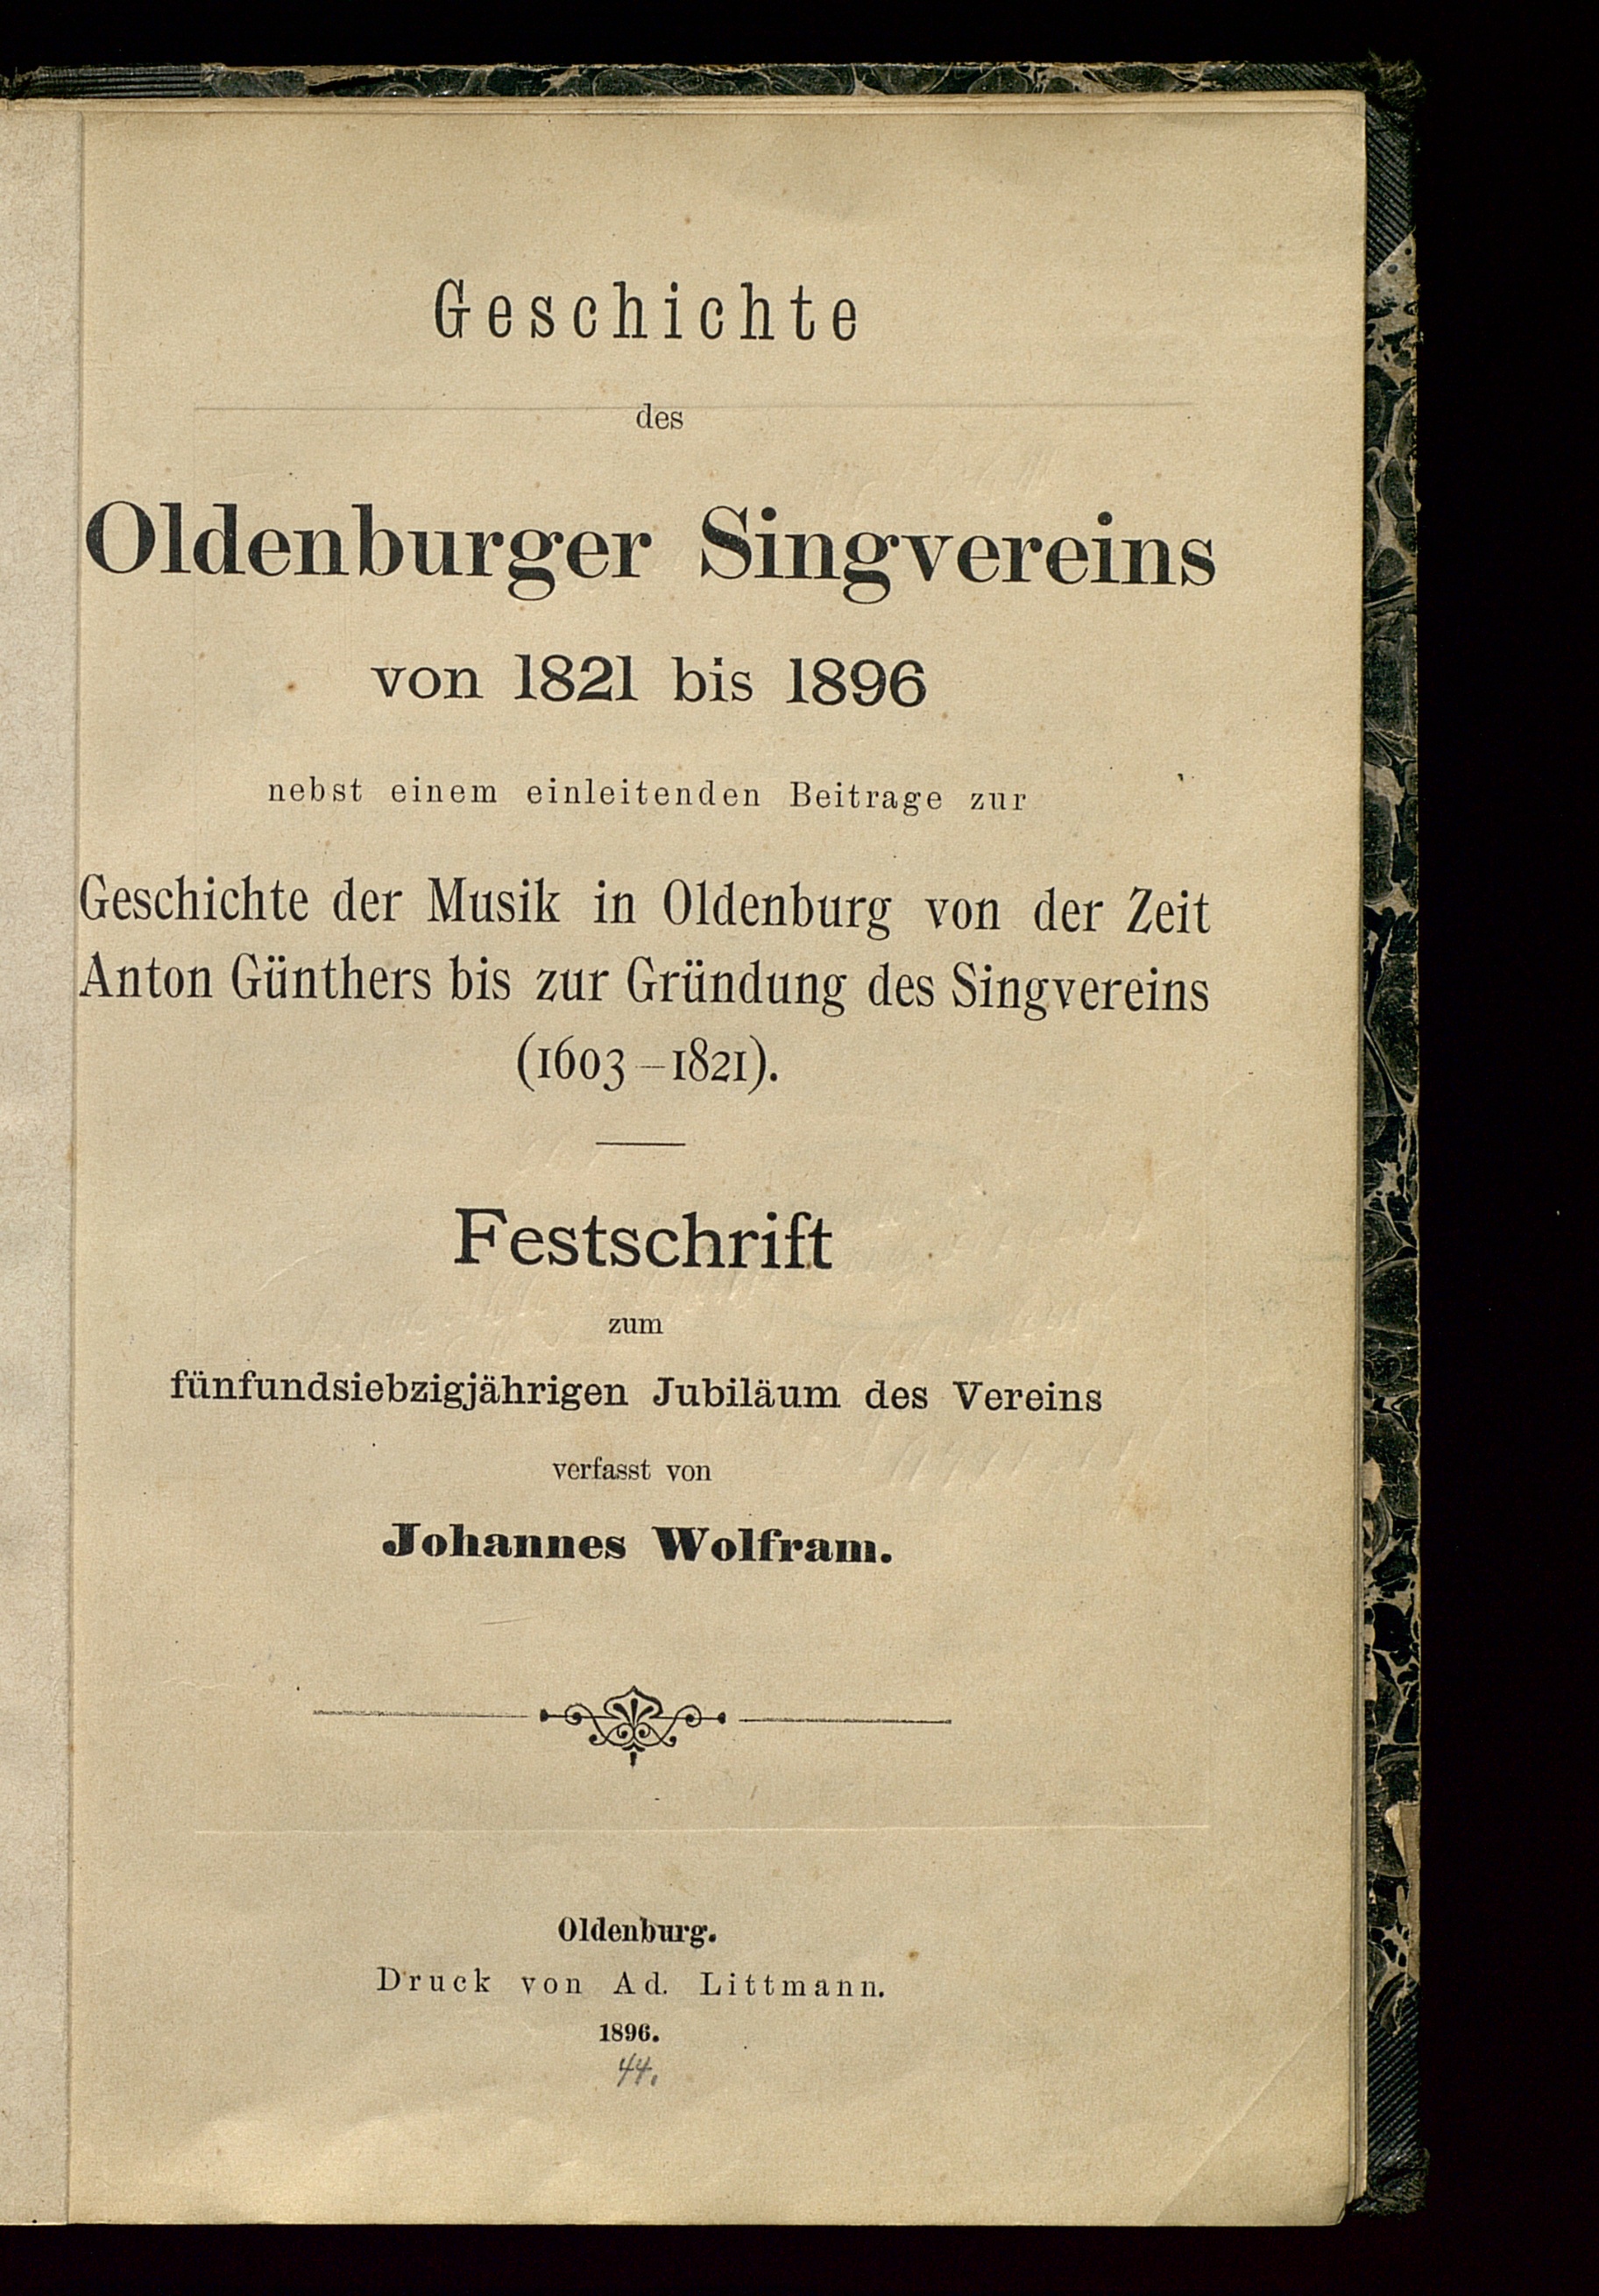 Geschichte
des
Oldenburger Singvereins
von 1821 bis 1896
nebst einem einleitenden Beitrage zur
Geschichte der Musik in Oldenburg von der Zeit
Anton Günthers bis zur Gründung des Singvereins
(1603–1821).
Festschrift
zum
fünfundsiebzigjährigen Jubiläum des Vereins
verfasst von
Johannes Wolfram.
Oldenburg.
Druck von Ad. Littmann.
1896.
44.